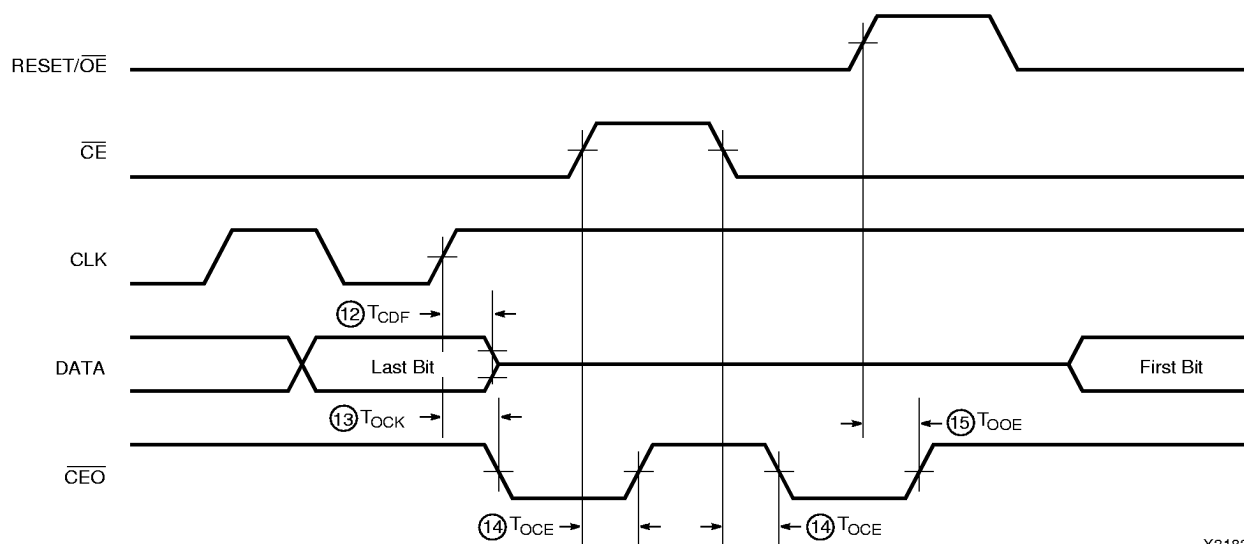 RESET/OE
CE
CLK
12 TCDF
DATA
Last Bit
First Bit
13 TOCK
15 TOOE
CEO
14 TOCE
14 TOCE